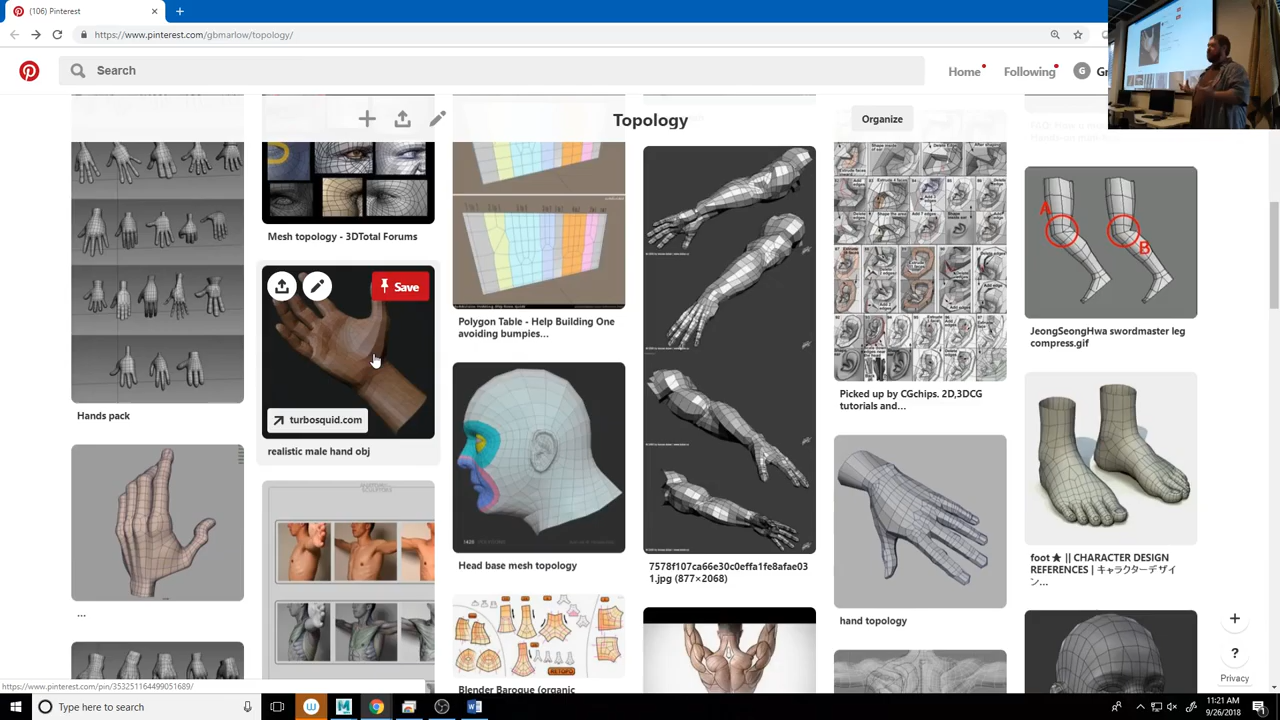 (106) Pinterest
https://www.pinterest.com/gbmarlow/topology/
Search
Home
Following
G
Topology
Organize
Mesh topology - 3DTotal Forums
Save
turbosquid.com
realistic male hand obj
Hands pack
...
Polygon Table - Help Building One
avoiding bumpies...
Head base mesh topology
Blender Baroque (organic
RETOPO
7578f107ca66e30c0effa1fe8afae03
1.jpg (877×2068)
Picked up by CGchips. 2D,3DCG
tutorials and...
hand topology
A
B
JeongSeongHwa swordmaster leg
compress.gif
foot ★ || CHARACTER DESIGN
REFERENCES | キャラクターデザイ
ン...
Privacy
https://www.pinterest.com/pin/353251164499051689/
Type here to search
11:21 AM
9/26/2018